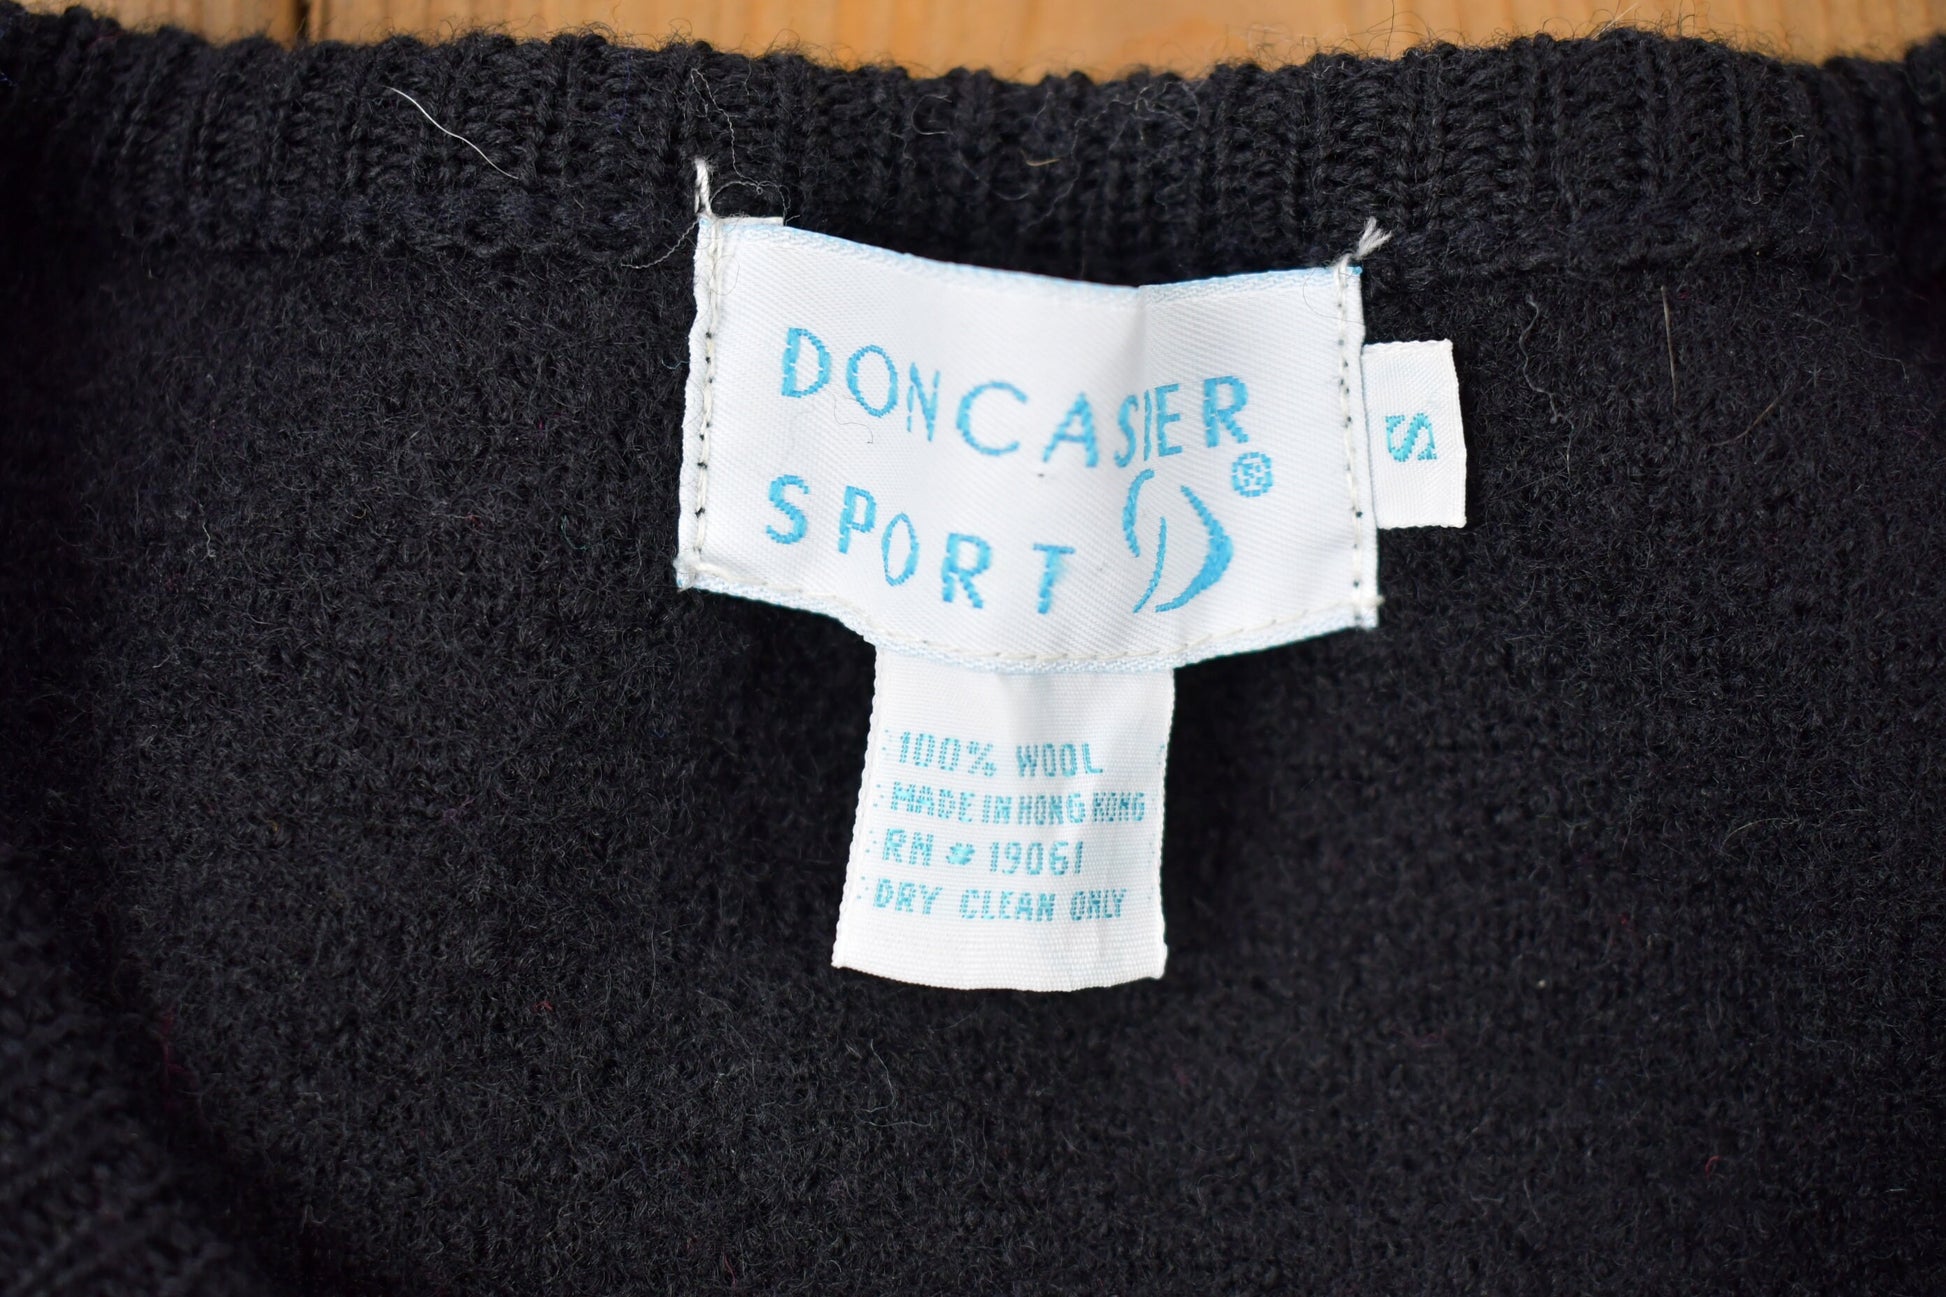 DONCASTER
SPORT ®
S
100% WOOL
MADE IN HONG KONG
RN # 19061
DRY CLEAN ONLY